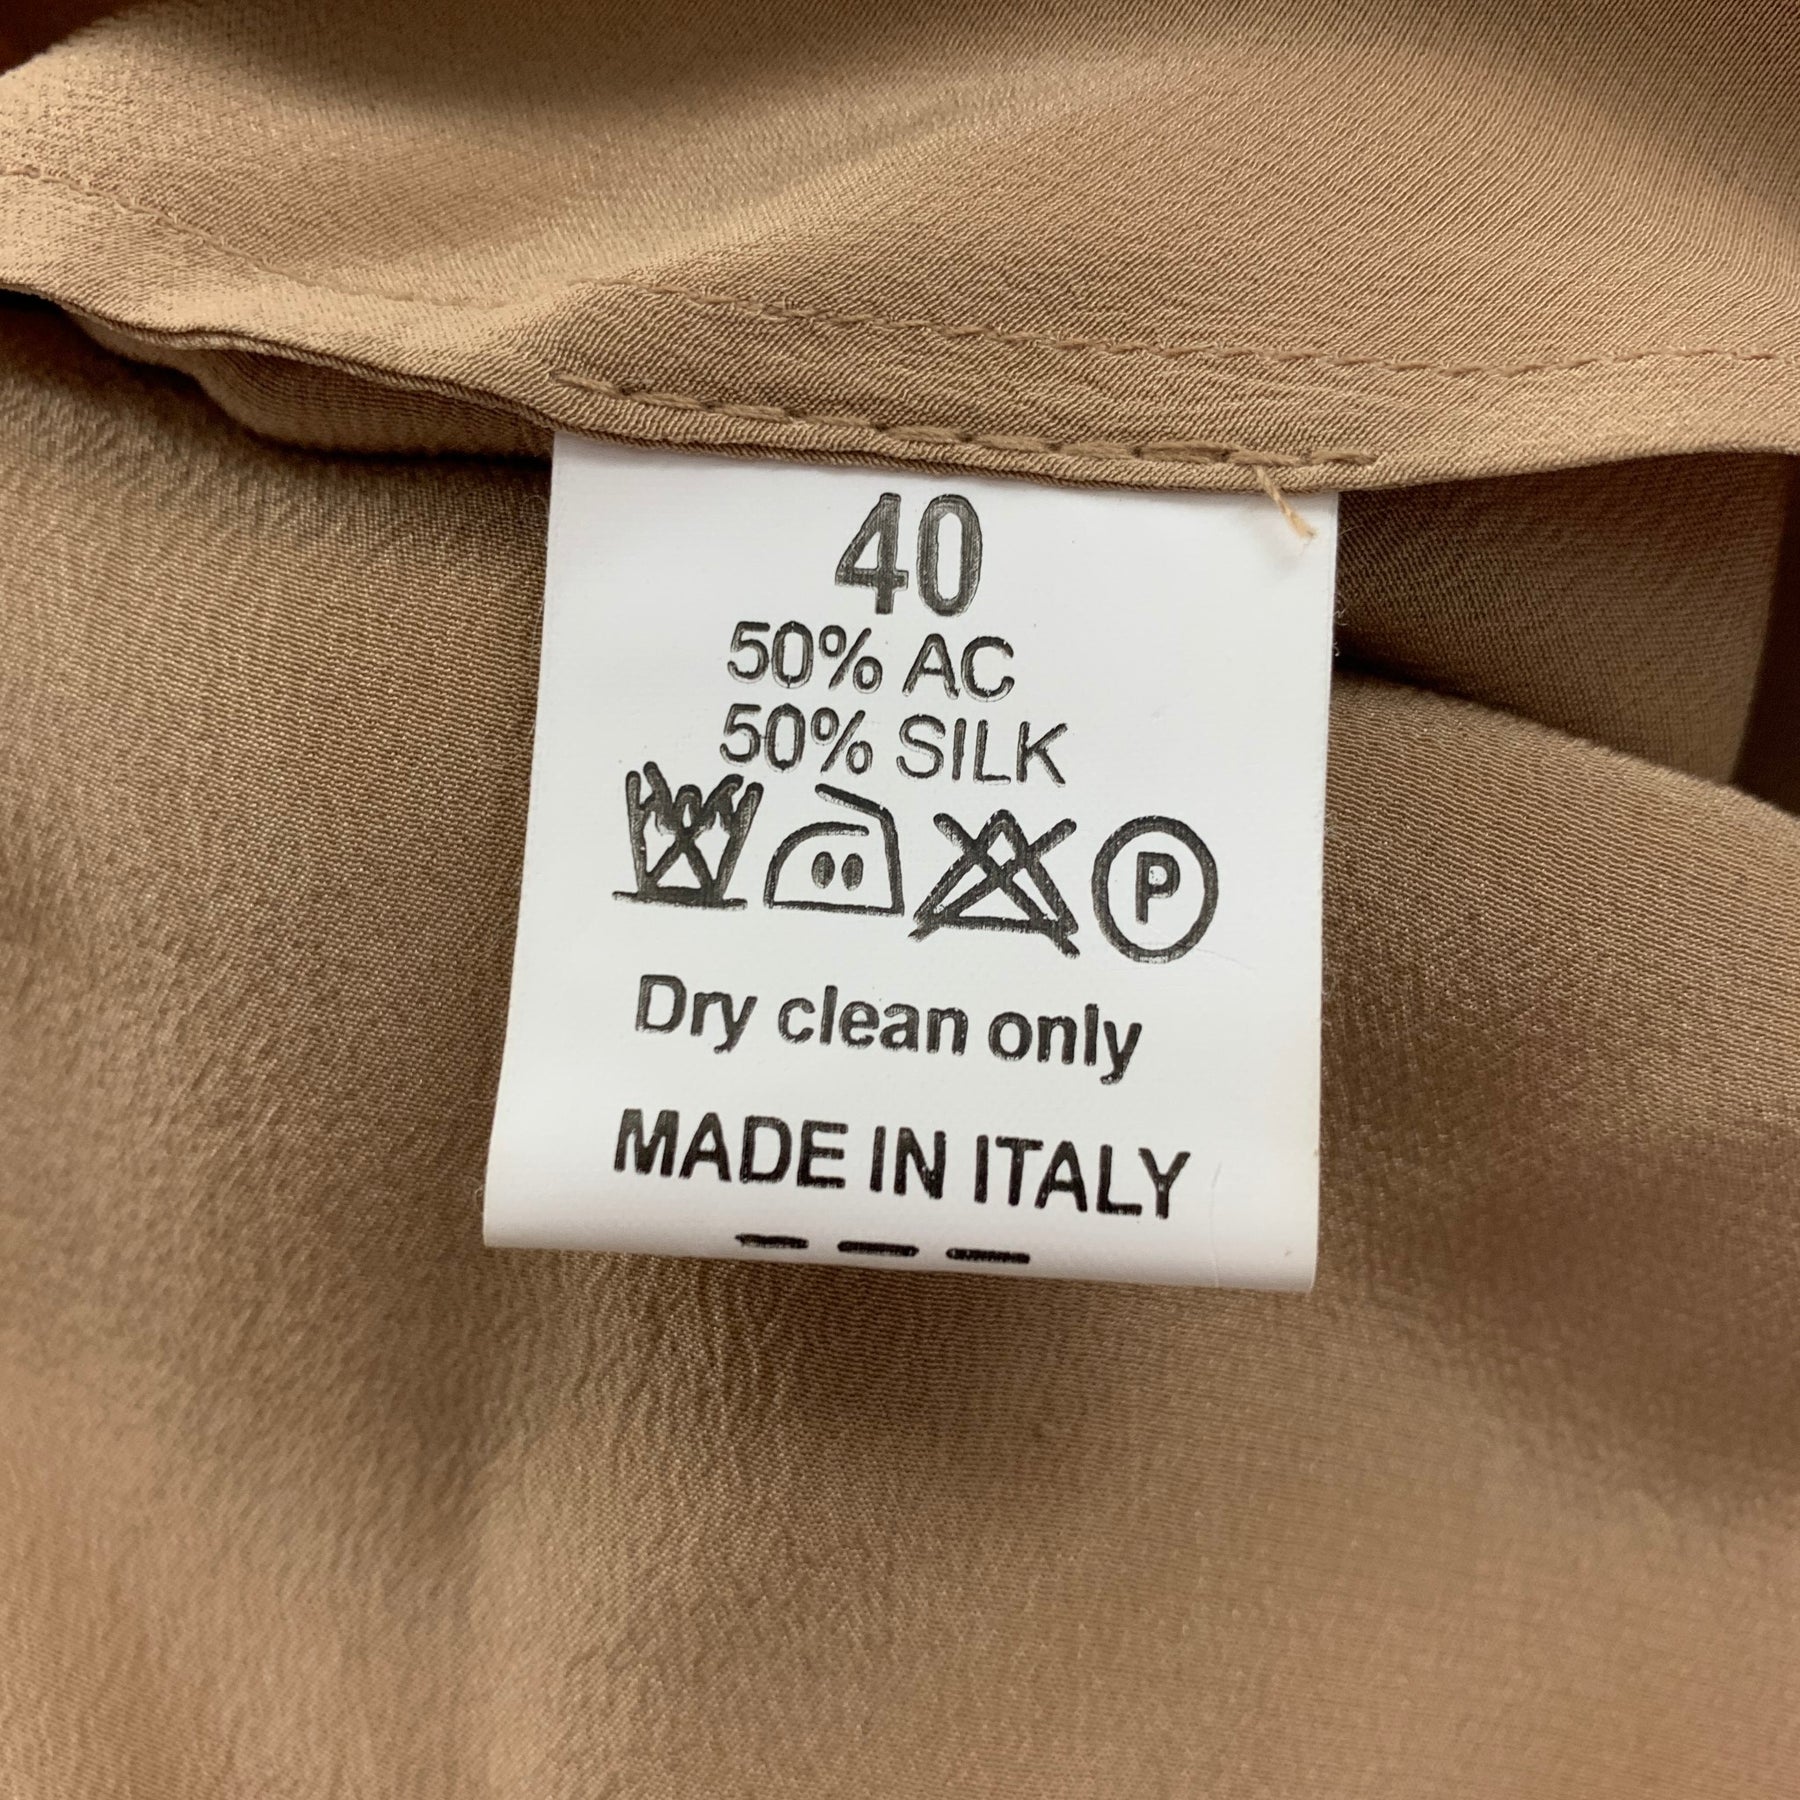 40
50% AC
50% SILK
P
Dry clean only
MADE IN ITALY